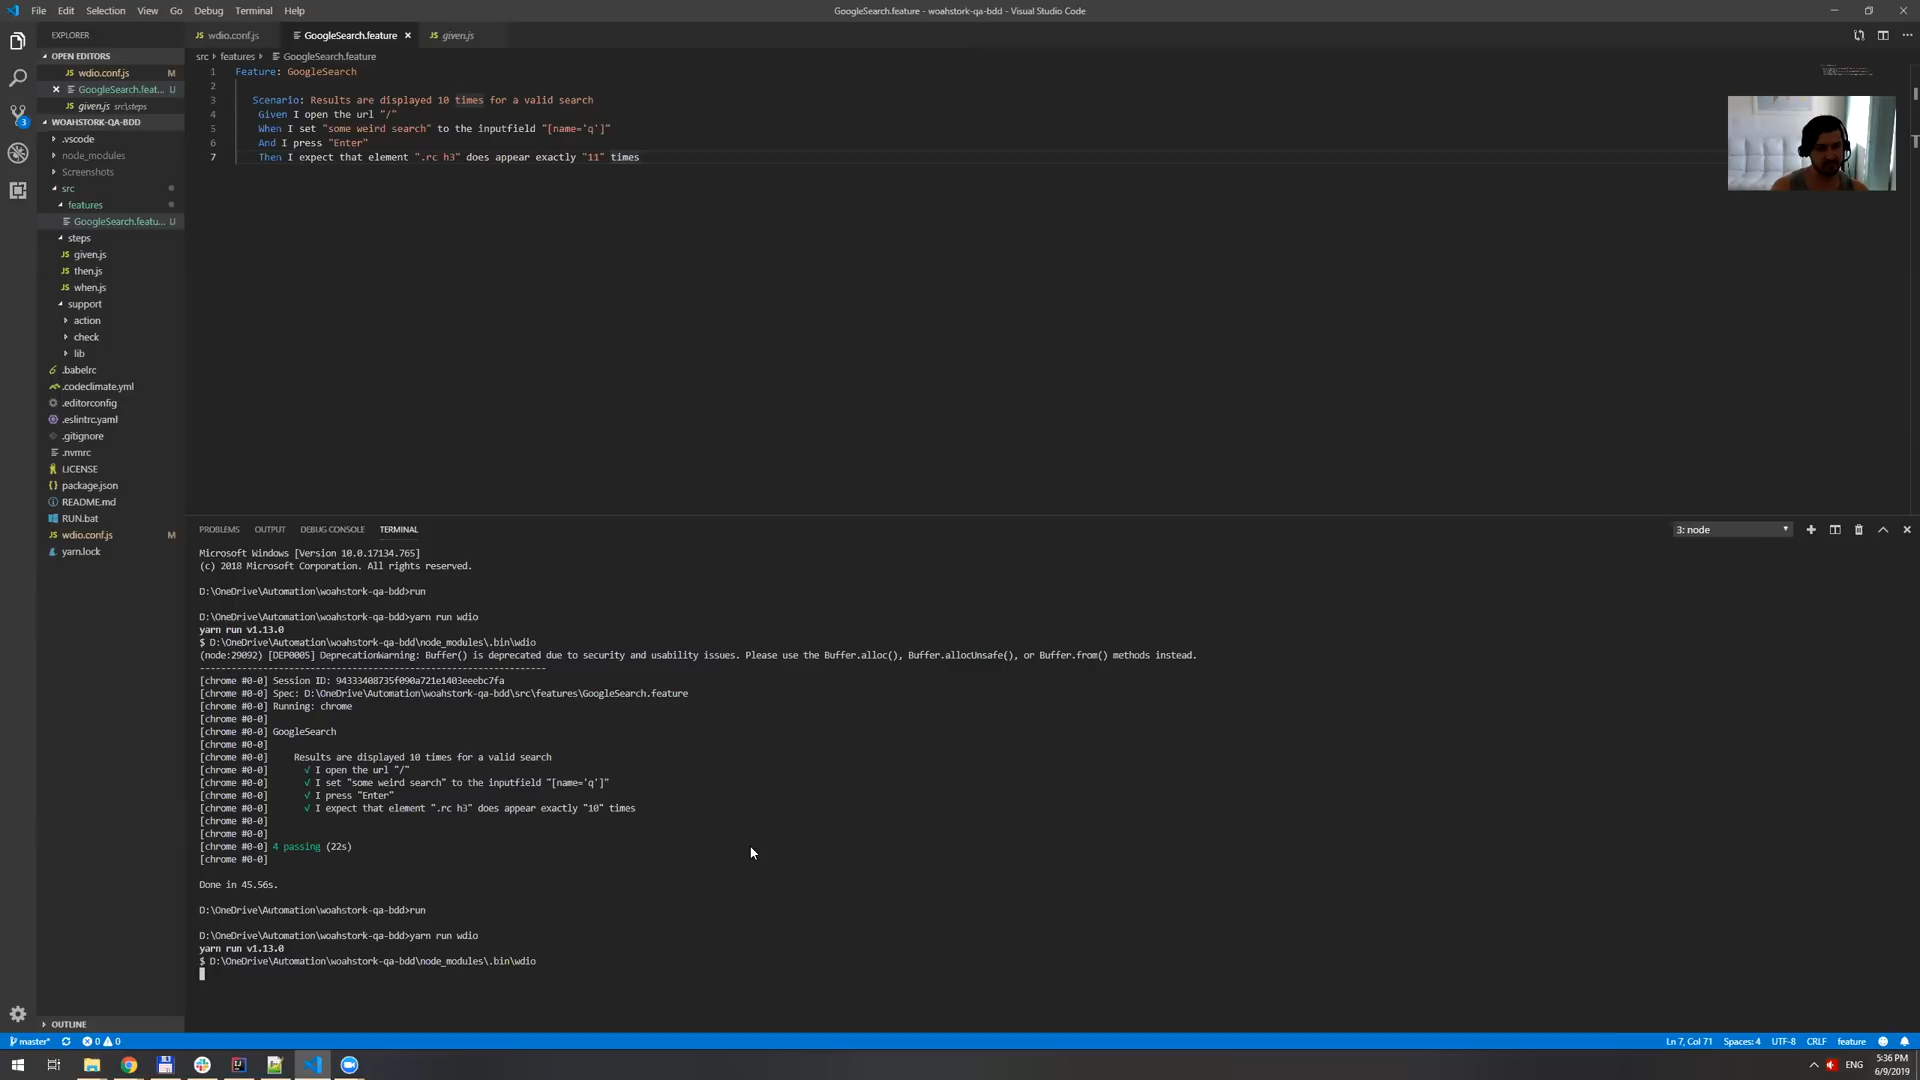 File Edit Selection View Go Debug Terminal Help
GoogleSearch.feature - woahstork-qa-bdd - Visual Studio Code
EXPLORER
OPEN EDITORS
JS wdio.conf.js M
GoogleSearch.feat... U
JS given.js src\steps
WOAHSTORK-QA-BDD
.vscode
node_modules
Screenshots
src
features
GoogleSearch.featu... U
steps
JS given.js
JS then.js
JS when.js
support
action
check
lib
.babelrc
.codeclimate.yml
.editorconfig
.eslintrc.yaml
.gitignore
.nvmrc
LICENSE
package.json
README.md
RUN.bat
wdio.conf.js M
yarn.lock
OUTLINE
JS wdio.conf.js
GoogleSearch.feature
JS given.js
src › features › GoogleSearch.feature
1 Feature: GoogleSearch
2
3 Scenario: Results are displayed 10 times for a valid search
4 Given I open the url "/"
5 When I set "some weird search" to the inputfield "[name='q']"
6 And I press "Enter"
7 Then I expect that element ".rc h3" does appear exactly "11" times
PROBLEMS OUTPUT DEBUG CONSOLE TERMINAL
3: node
Microsoft Windows [Version 10.0.17134.765]
(c) 2018 Microsoft Corporation. All rights reserved.
D:\OneDrive\Automation\woahstork-qa-bdd>run
D:\OneDrive\Automation\woahstork-qa-bdd>yarn run wdio
yarn run v1.13.0
$ D:\OneDrive\Automation\woahstork-qa-bdd\node_modules\.bin\wdio
(node:29092) [DEP0005] DeprecationWarning: Buffer() is deprecated due to security and usability issues. Please use the Buffer.alloc(), Buffer.allocUnsafe(), or Buffer.from() methods instead.
------------------------------------------------------------------
[chrome #0-0] Session ID: 94333408735f090a721e1403eeebc7fa
[chrome #0-0] Spec: D:\OneDrive\Automation\woahstork-qa-bdd\src\features\GoogleSearch.feature
[chrome #0-0] Running: chrome
[chrome #0-0]
[chrome #0-0] GoogleSearch
[chrome #0-0]
[chrome #0-0] Results are displayed 10 times for a valid search
[chrome #0-0] √ I open the url "/"
[chrome #0-0] √ I set "some weird search" to the inputfield "[name='q']"
[chrome #0-0] √ I press "Enter"
[chrome #0-0] √ I expect that element ".rc h3" does appear exactly "10" times
[chrome #0-0]
[chrome #0-0]
[chrome #0-0] 4 passing (22s)
[chrome #0-0]
Done in 45.56s.
D:\OneDrive\Automation\woahstork-qa-bdd>run
D:\OneDrive\Automation\woahstork-qa-bdd>yarn run wdio
yarn run v1.13.0
$ D:\OneDrive\Automation\woahstork-qa-bdd\node_modules\.bin\wdio
master* 0 0
Ln 7, Col 71 Spaces: 4 UTF-8 CRLF feature
ENG
5:36 PM
6/9/2019